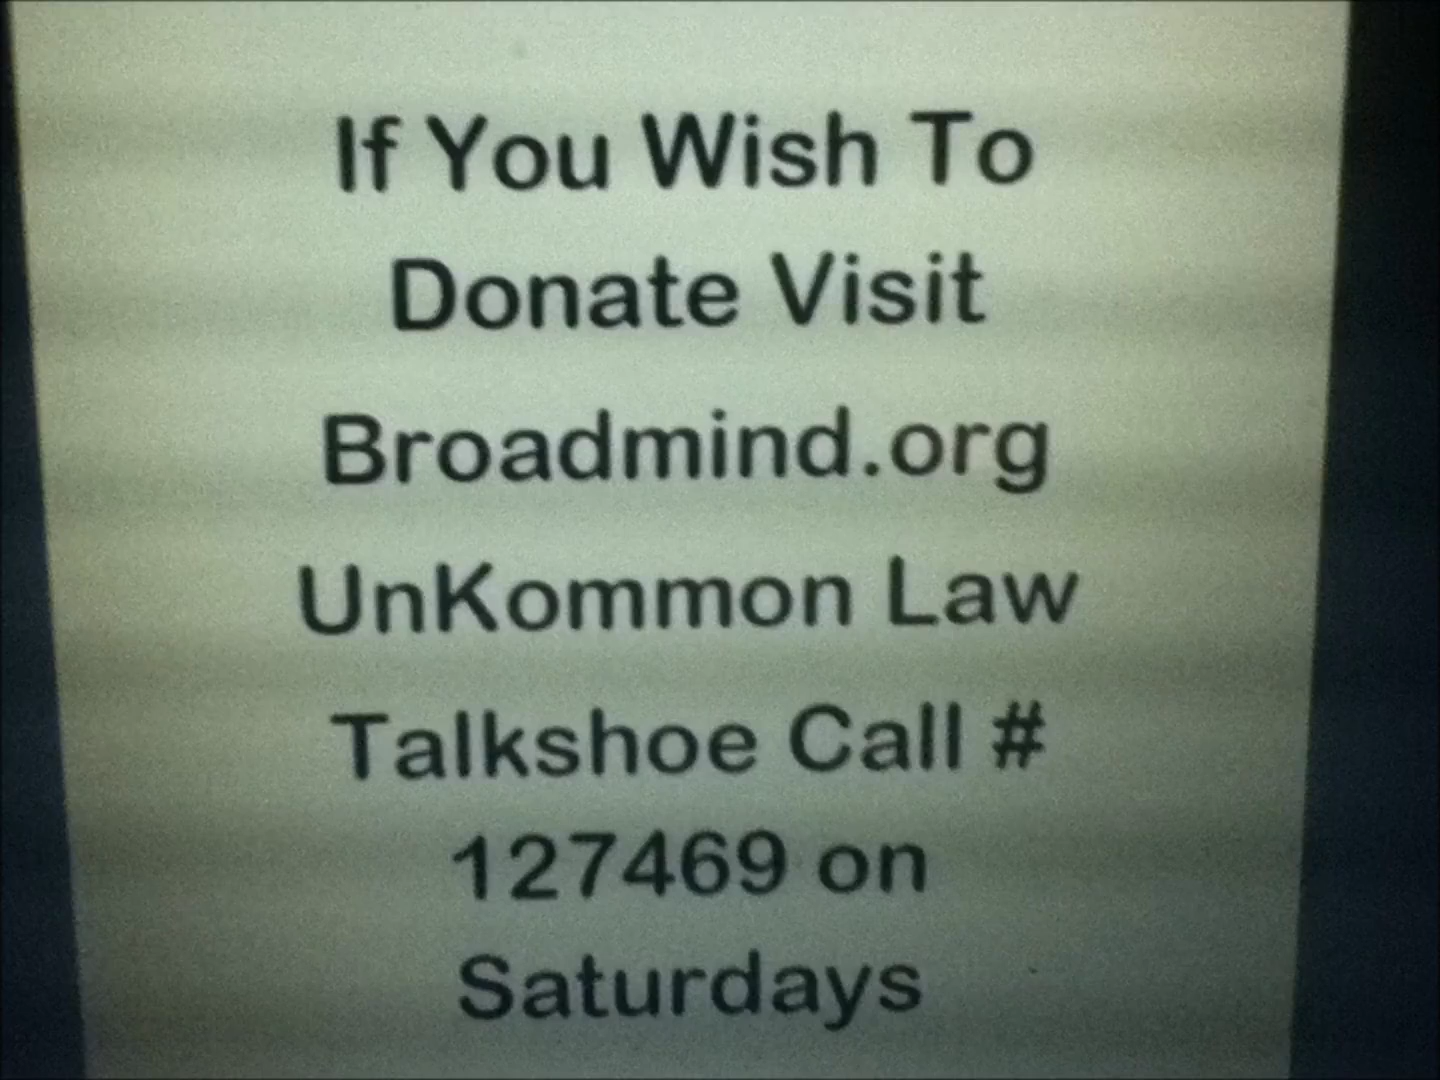 If You Wish To
Donate Visit
Broadmind.org
UnKommon Law
Talkshoe Call #
127469 on
Saturdays